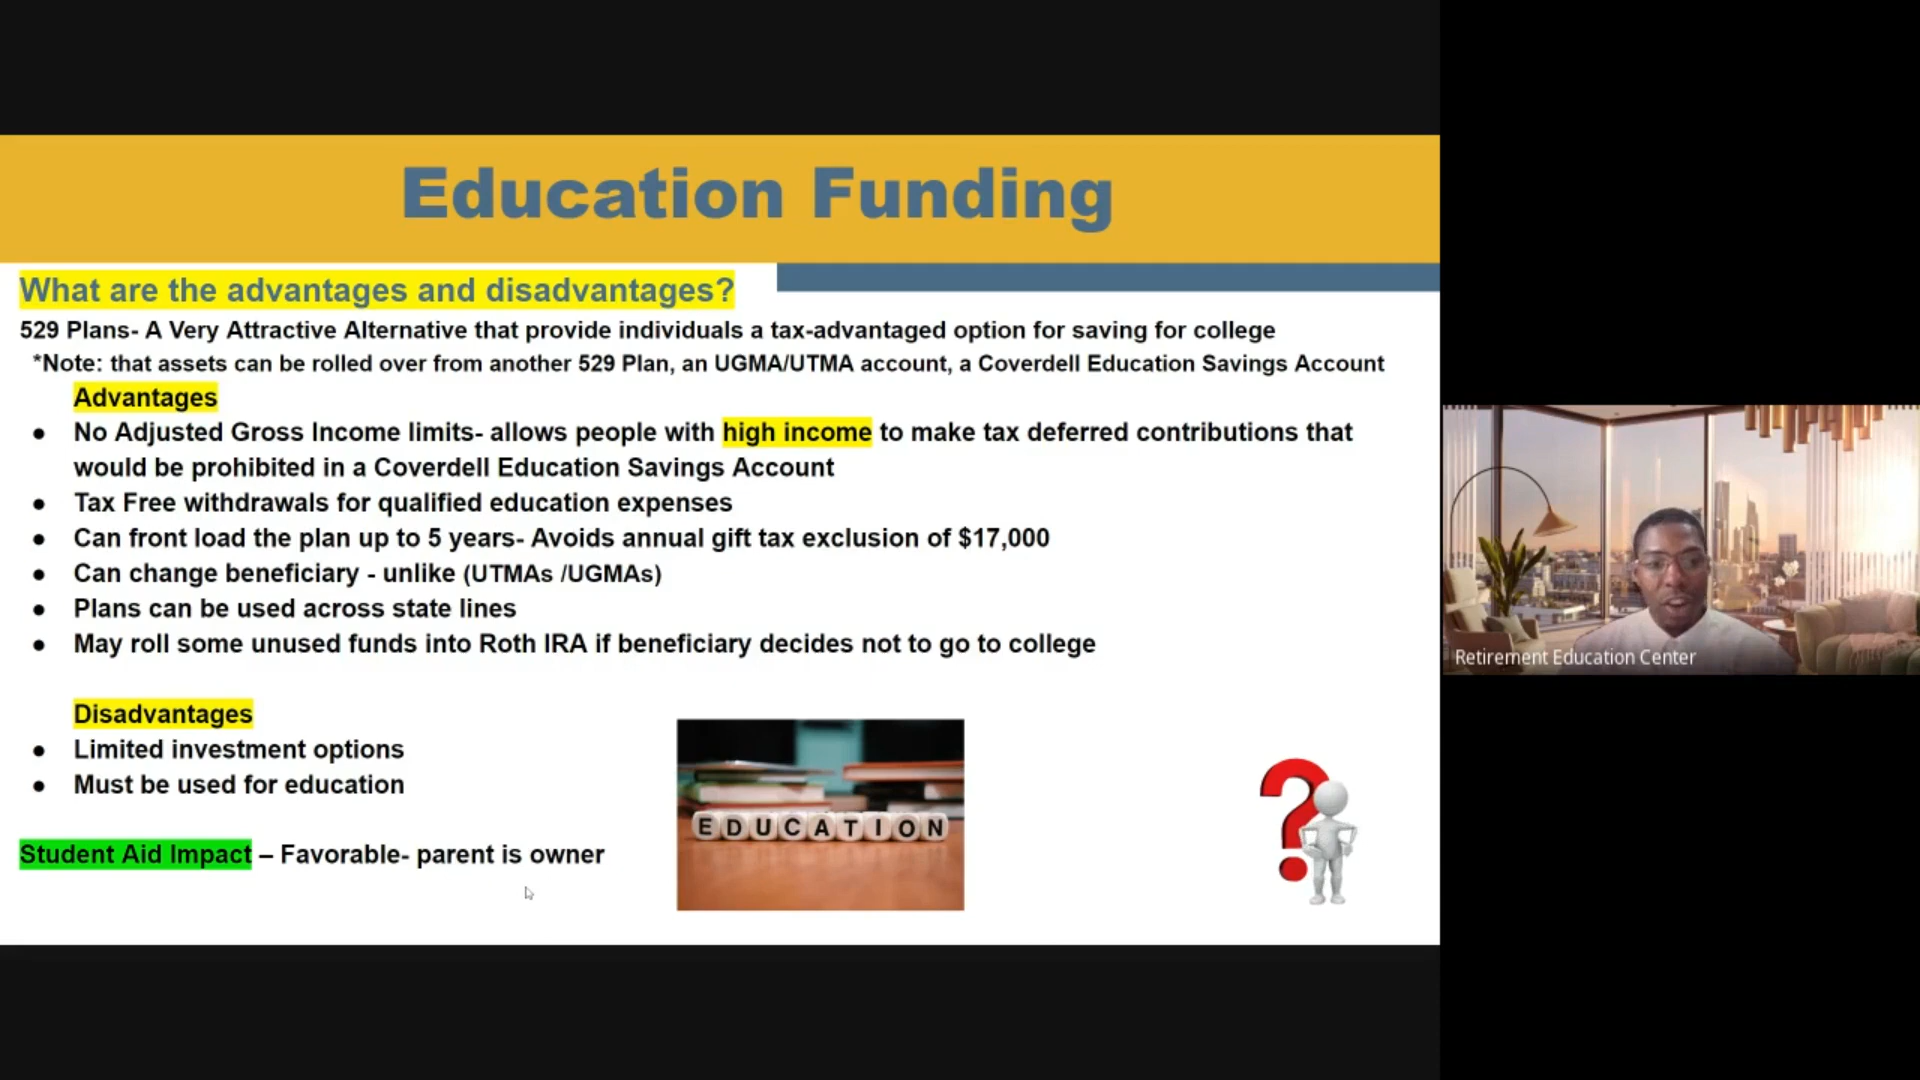 Education Funding
What are the advantages and disadvantages?
529 Plans- A Very Attractive Alternative that provide individuals a tax-advantaged option for saving for college
*Note: that assets can be rolled over from another 529 Plan, an UGMA/UTMA account, a Coverdell Education Savings Account
Advantages
● No Adjusted Gross Income limits- allows people with high income to make tax deferred contributions that
would be prohibited in a Coverdell Education Savings Account
● Tax Free withdrawals for qualified education expenses
● Can front load the plan up to 5 years- Avoids annual gift tax exclusion of $17,000
● Can change beneficiary - unlike (UTMAs /UGMAs)
● Plans can be used across state lines
● May roll some unused funds into Roth IRA if beneficiary decides not to go to college
Disadvantages
● Limited investment options
● Must be used for education
Student Aid Impact – Favorable- parent is owner
EDUCATION
?
Retirement Education Center